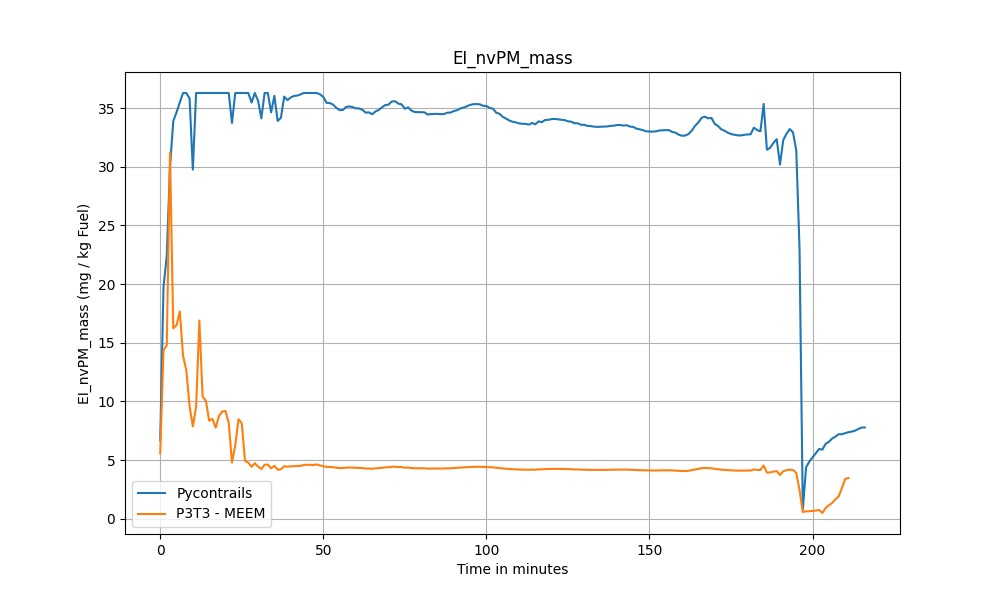 EI_nvPM_mass
EI_nvPM_mass (mg / kg Fuel)
35
30
25
20
15
10
5
0
Pycontrails
P3T3 - MEEM
0 50 100 150 200
Time in minutes